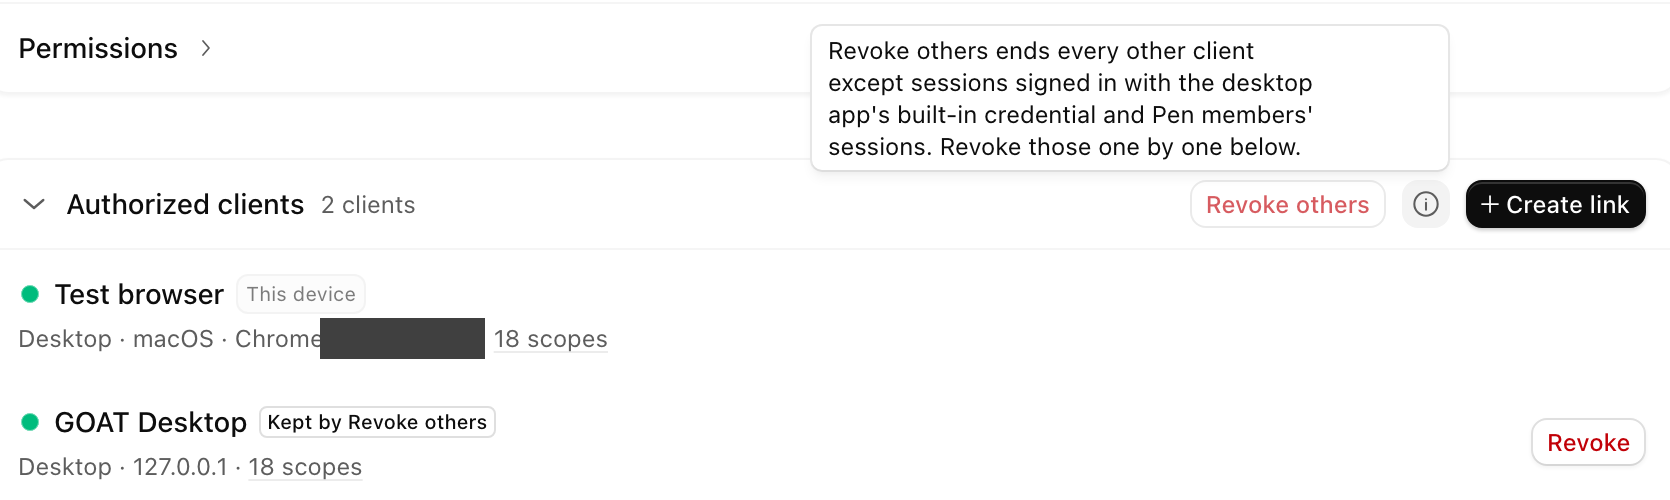 Permissions
Revoke others ends every other client
except sessions signed in with the desktop
app's built-in credential and Pen members'
sessions. Revoke those one by one below.
Authorized clients 2 clients
Revoke others
+ Create link
Test browser This device
Desktop · macOS · Chrome 18 scopes
GOAT Desktop Kept by Revoke others
Desktop · 127.0.0.1 · 18 scopes
Revoke